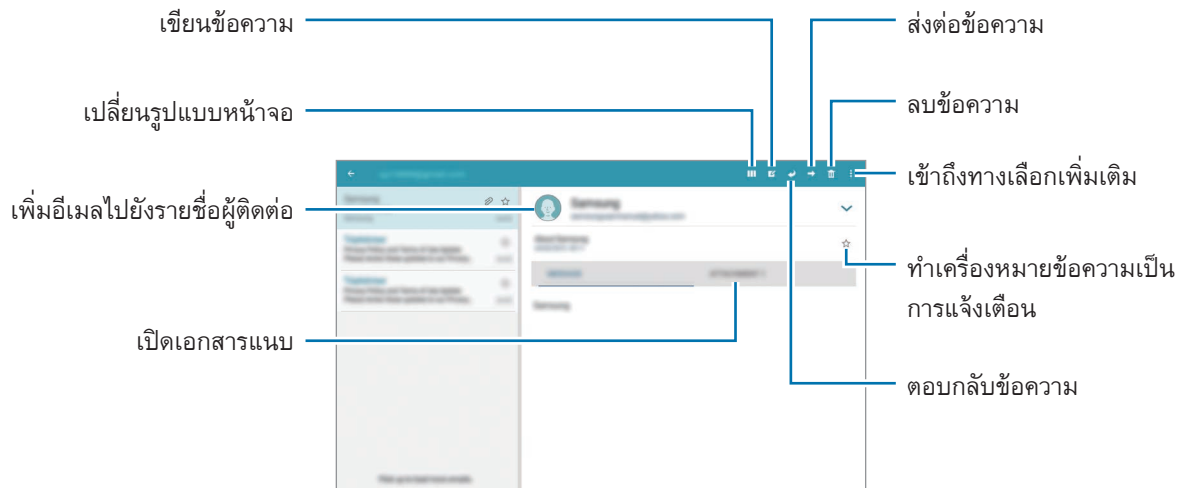 เขียนข้อความ
ส่งต่อข้อความ
เปลี่ยนรูปแบบหน้าจอ
ลบข้อความ
เข้าถึงทางเลือกเพิ่มเติม
เพิ่มอีเมลไปยังรายชื่อผู้ติดต่อ
Samsung
ทำเครื่องหมายข้อความเป็น
การแจ้งเตือน
เปิดเอกสารแนบ
ตอบกลับข้อความ